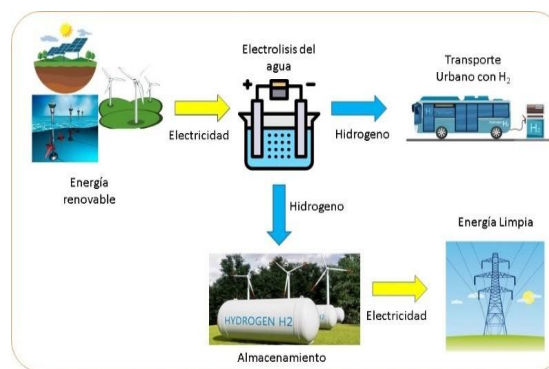 Electrolisis del
agua
Transporte
Urbano con H₂
+
-
Electricidad
Hidrogeno
H₂
Energía
renovable
Hidrogeno
Energía Limpia
HYDROGEN H2
Electricidad
Almacenamiento